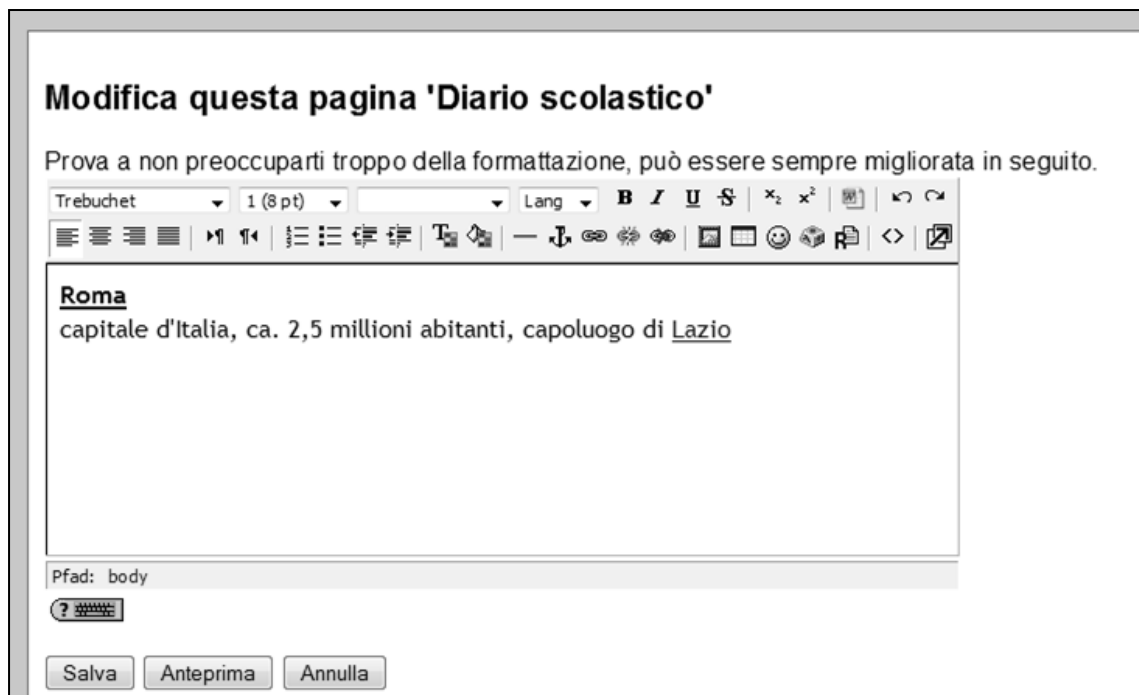 Modifica questa pagina 'Diario scolastico'
Prova a non preoccuparti troppo della formattazione, può essere sempre migliorata in seguito.
Trebuchet 1 (8 pt) Lang B I U S x₂ x²
Roma
capitale d'Italia, ca. 2,5 millioni abitanti, capoluogo di Lazio
Pfad: body
?
Salva Anteprima Annulla